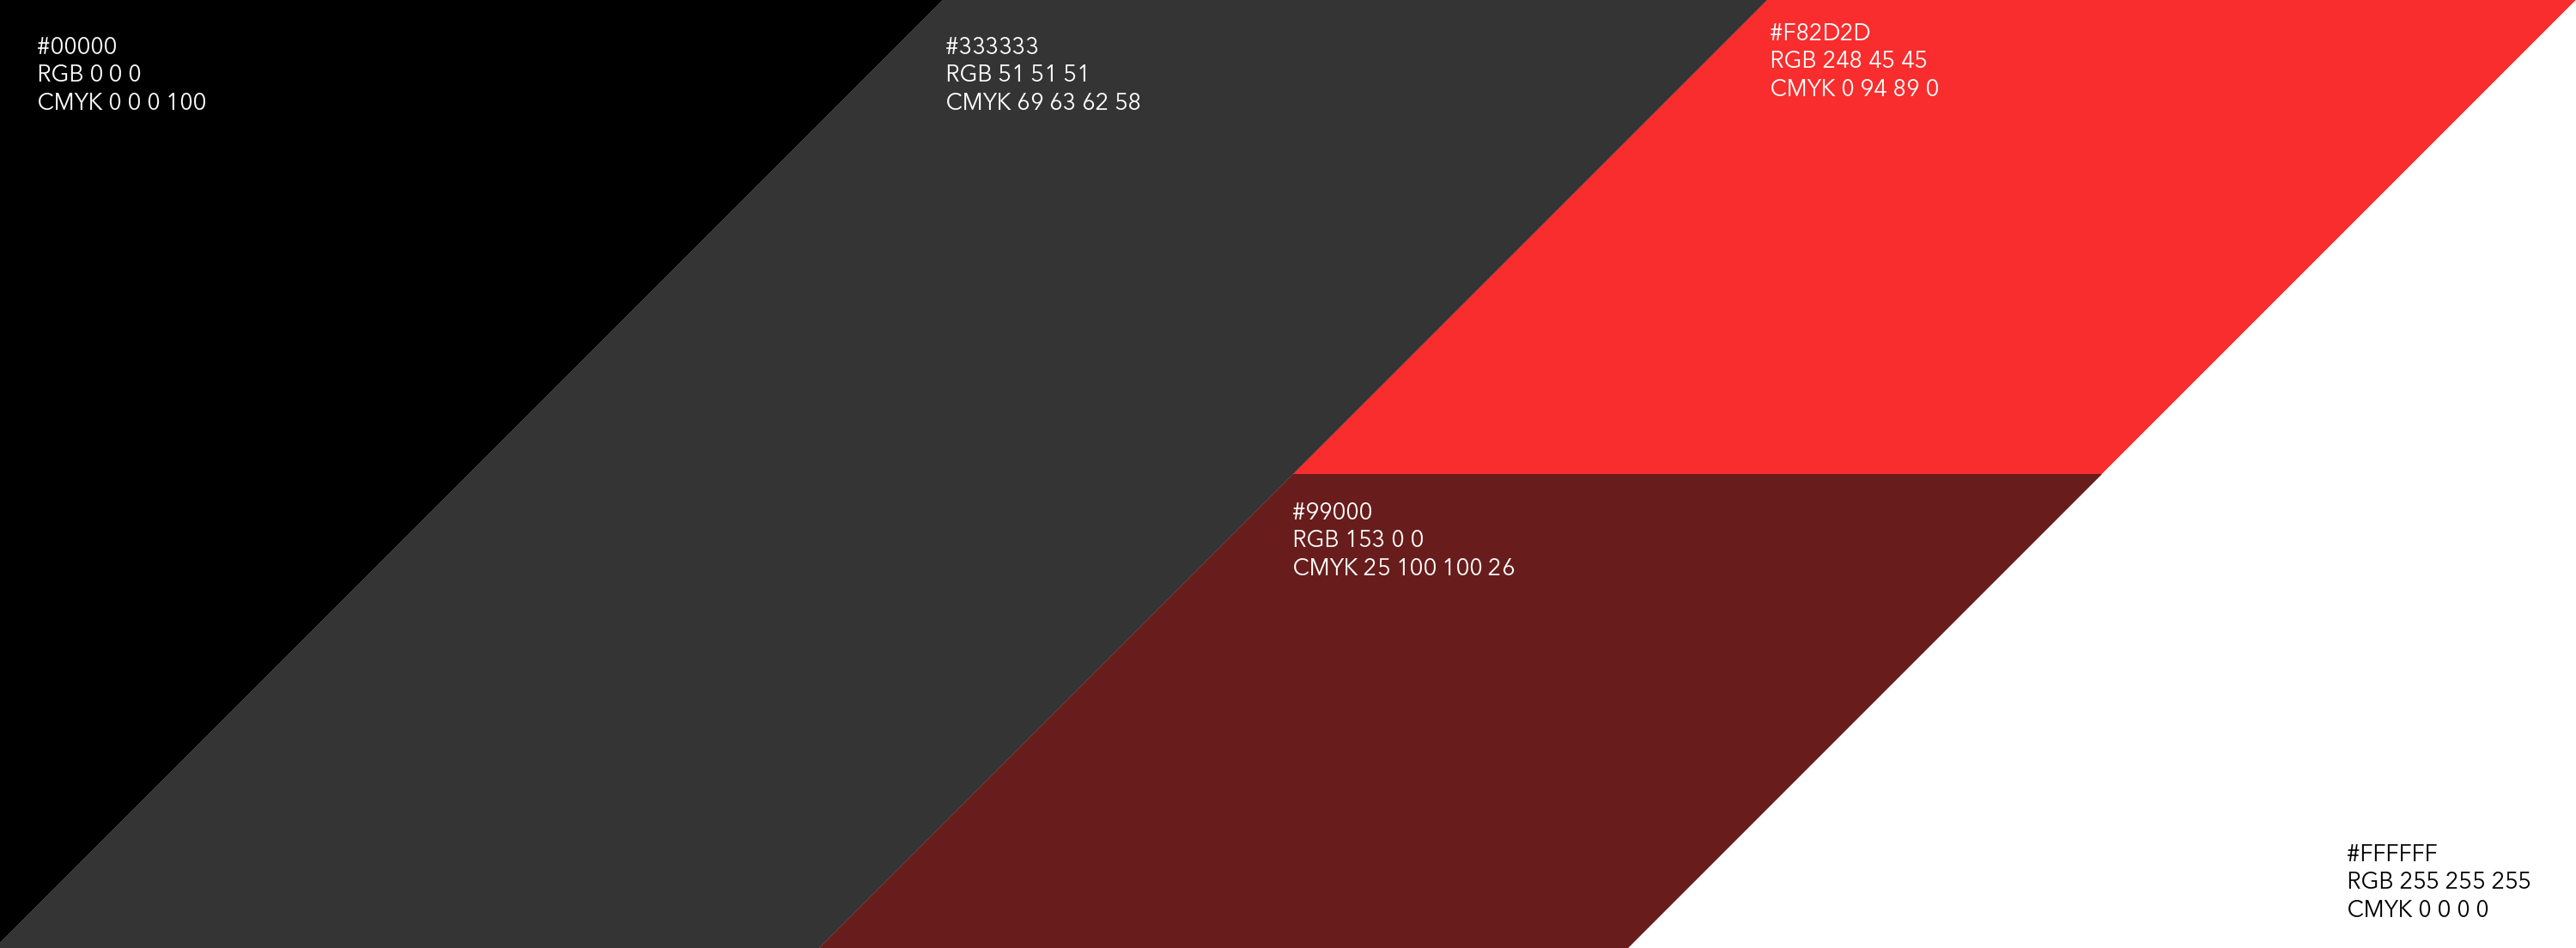 #00000
RGB 0 0 0
CMYK 0 0 0 100
#333333
RGB 51 51 51
CMYK 69 63 62 58
#F82D2D
RGB 248 45 45
CMYK 0 94 89 0
#99000
RGB 153 0 0
CMYK 25 100 100 26
#FFFFFF
RGB 255 255 255
CMYK 0 0 0 0